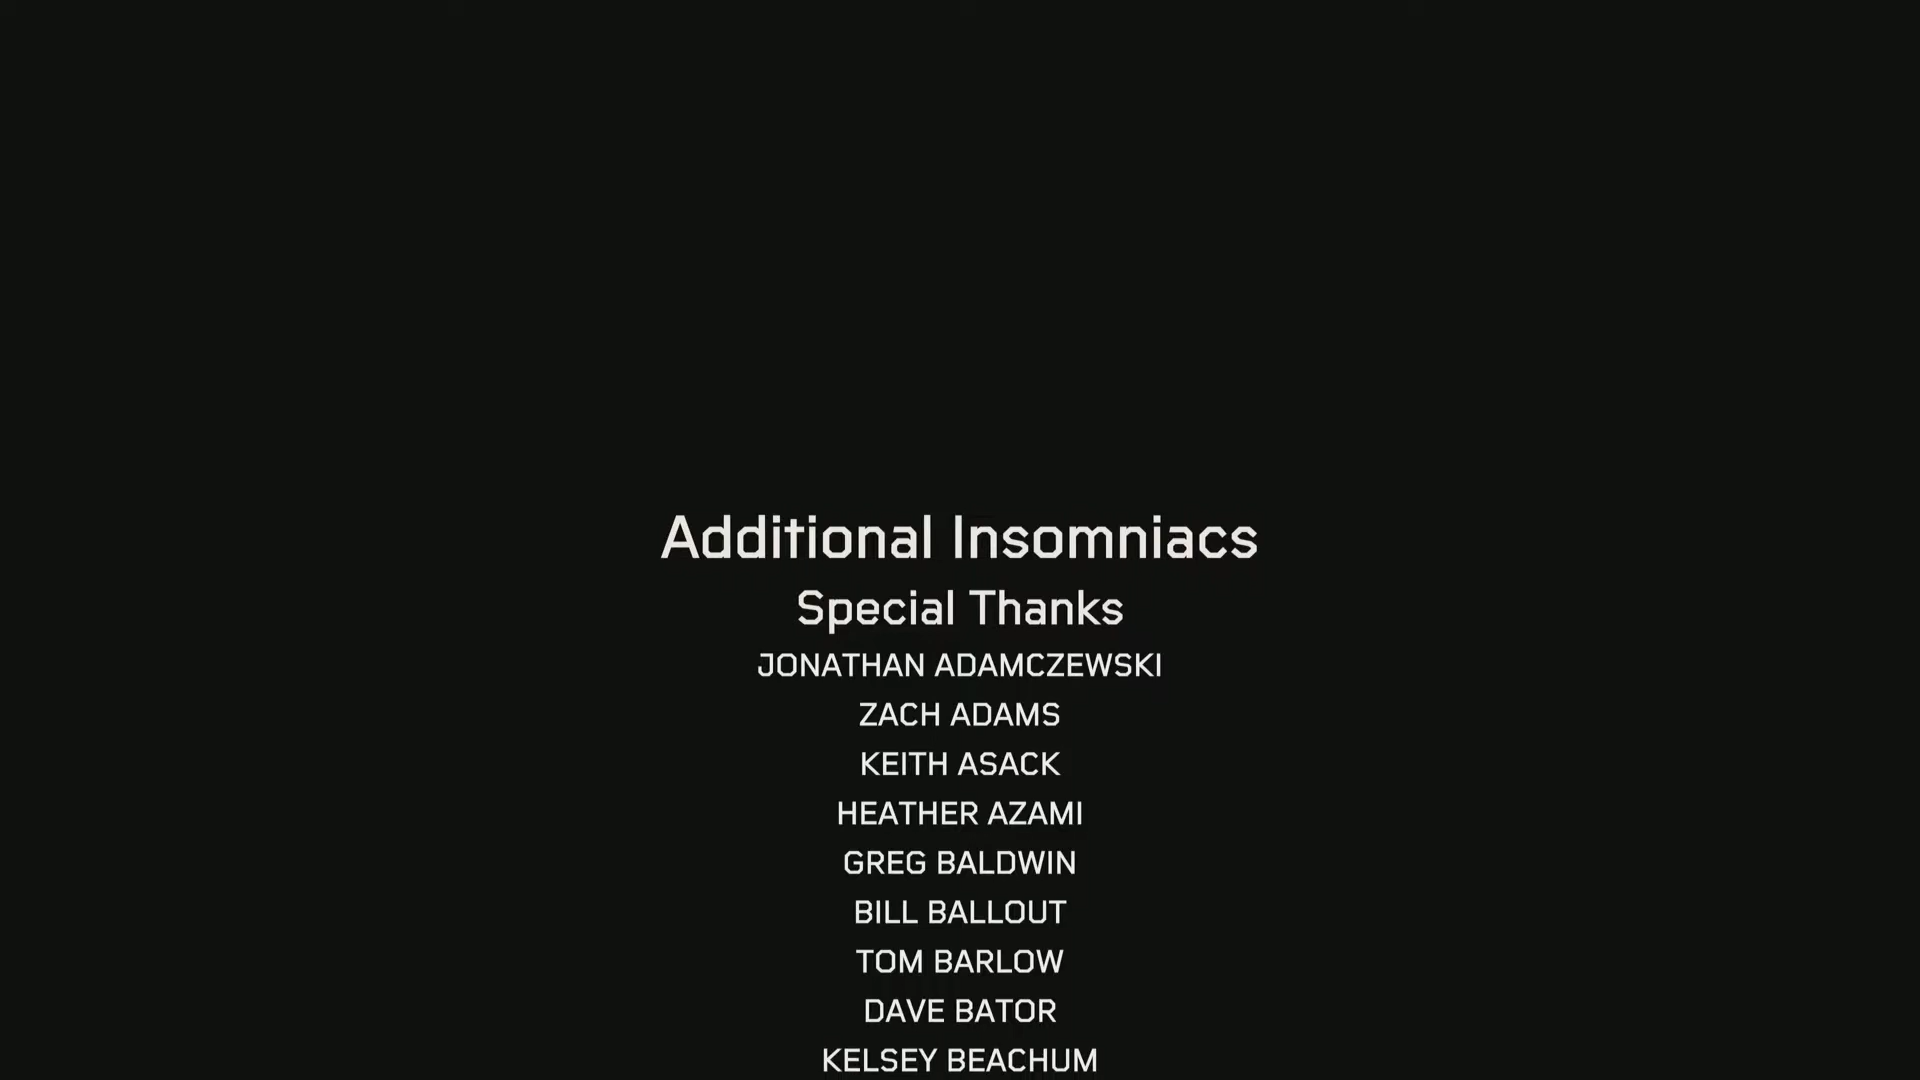 Additional Insomniacs
Special Thanks
JONATHAN ADAMCZEWSKI
ZACH ADAMS
KEITH ASACK
HEATHER AZAMI
GREG BALDWIN
BILL BALLOUT
TOM BARLOW
DAVE BATOR
KELSEY BEACHUM